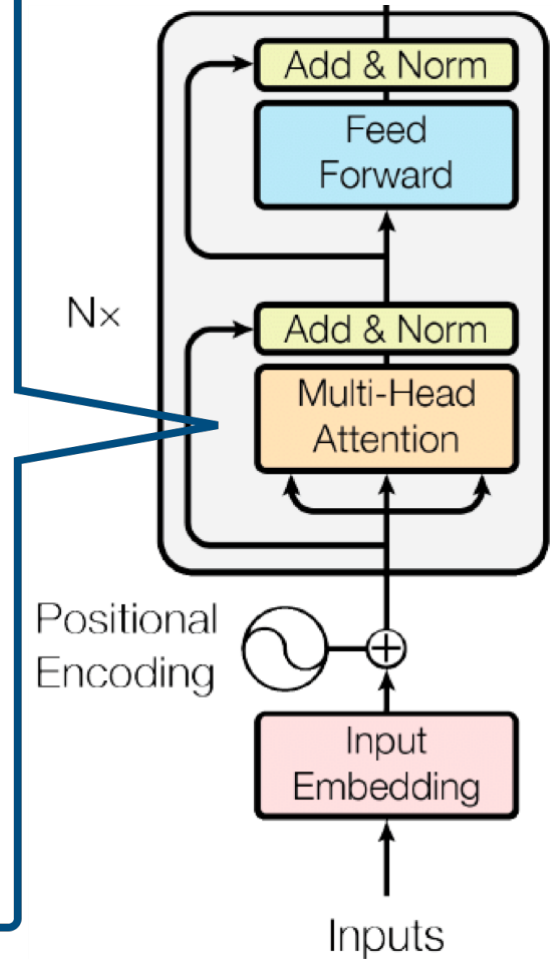 Add & Norm
Feed
Forward
N×
Add & Norm
Multi-Head
Attention
Positional
Encoding
Input
Embedding
Inputs